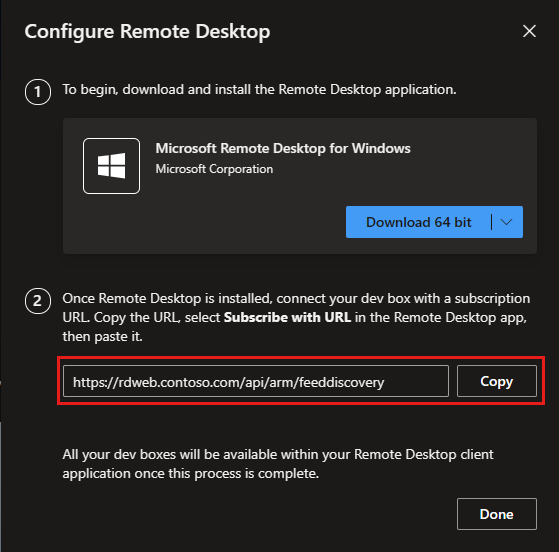 Configure Remote Desktop
1
To begin, download and install the Remote Desktop application.
Microsoft Remote Desktop for Windows
Microsoft Corporation
Download 64 bit
2
Once Remote Desktop is installed, connect your dev box with a subscription
URL. Copy the URL, select Subscribe with URL in the Remote Desktop app,
then paste it.
https://rdweb.contoso.com/api/arm/feeddiscovery
Copy
All your dev boxes will be available within your Remote Desktop client
application once this process is complete.
Done